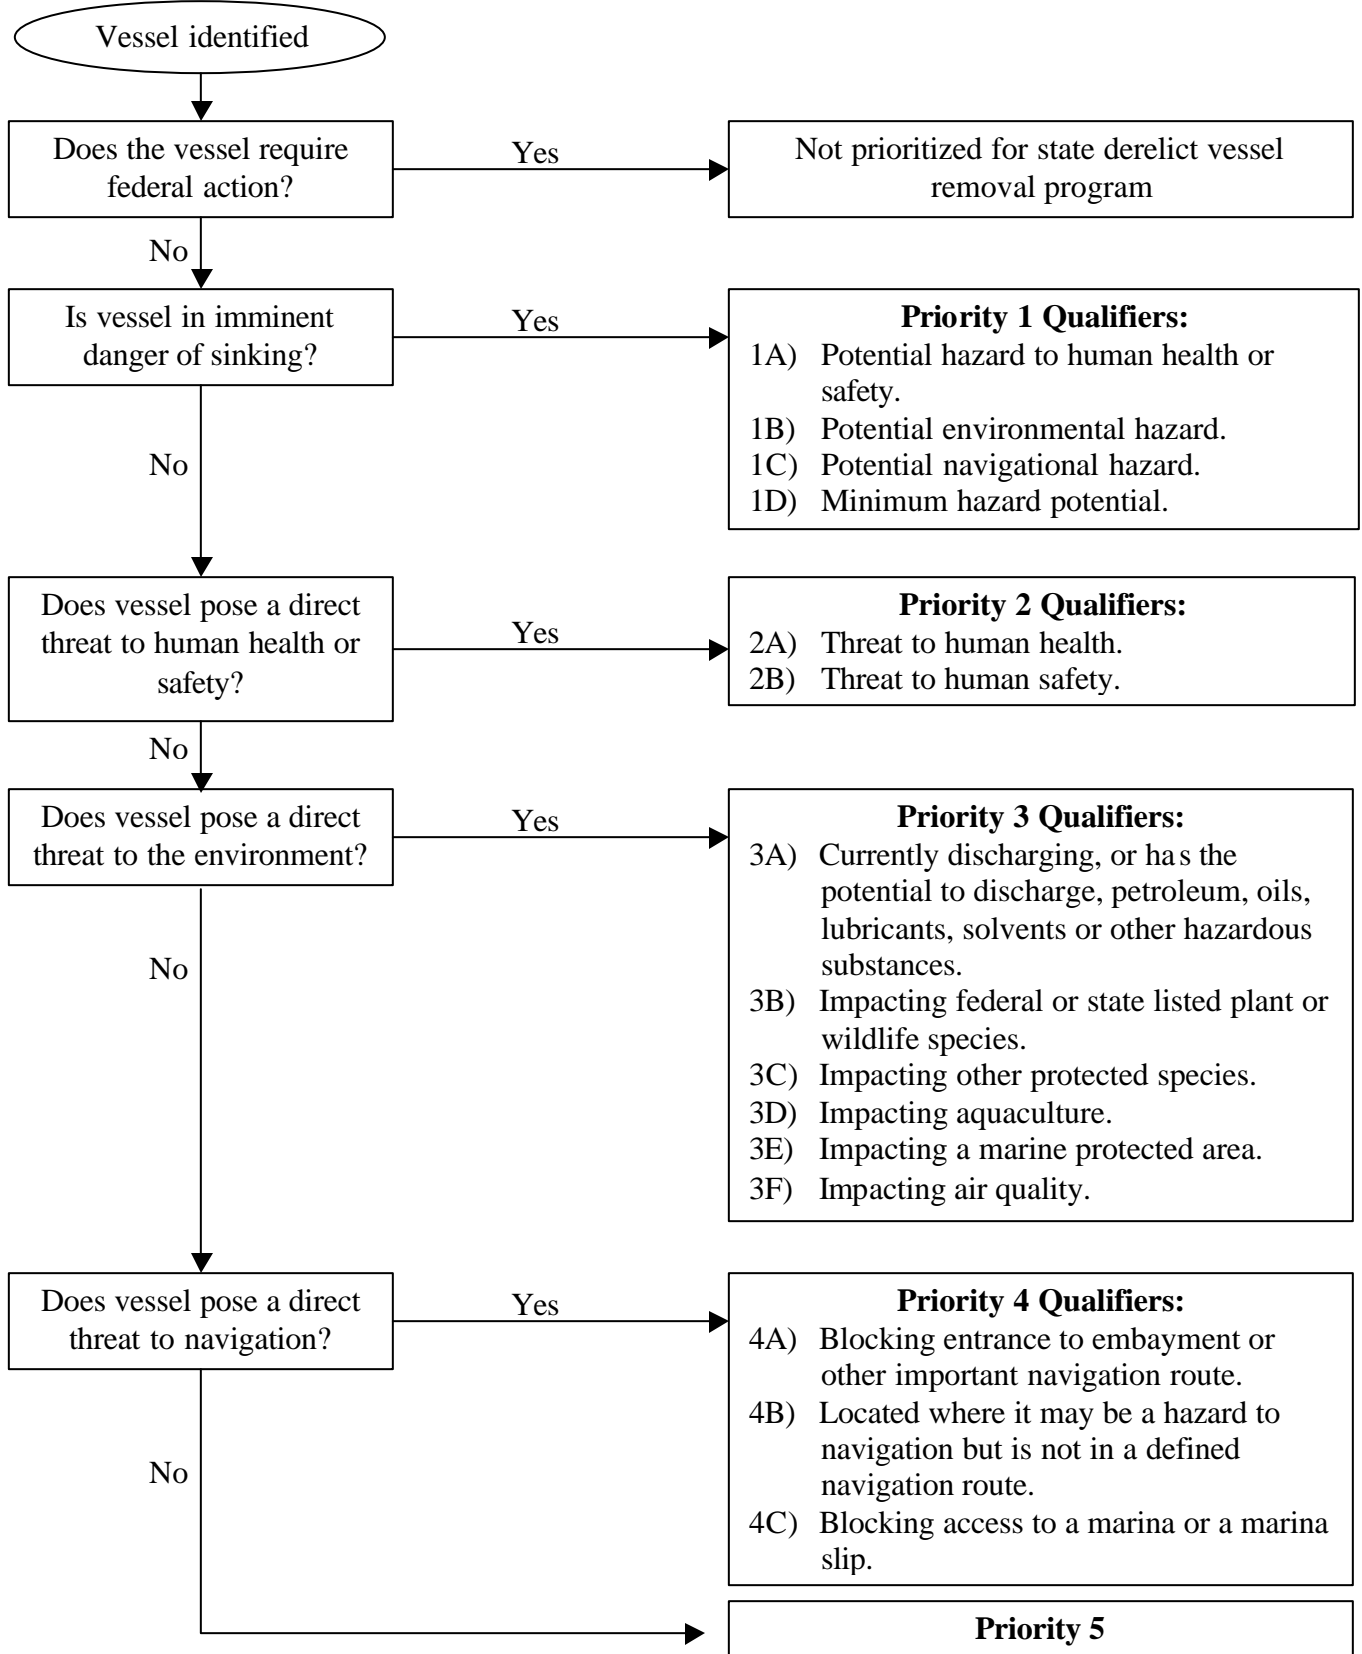 Vessel identified
Does the vessel require
federal action?
Yes
Not prioritized for state derelict vessel
removal program
No
Is vessel in imminent
danger of sinking?
Yes
Priority 1 Qualifiers:
1A) Potential hazard to human health or
safety.
1B) Potential environmental hazard.
1C) Potential navigational hazard.
1D) Minimum hazard potential.
No
Does vessel pose a direct
threat to human health or
safety?
Yes
Priority 2 Qualifiers:
2A) Threat to human health.
2B) Threat to human safety.
No
Does vessel pose a direct
threat to the environment?
Yes
Priority 3 Qualifiers:
3A) Currently discharging, or has the
potential to discharge, petroleum, oils,
lubricants, solvents or other hazardous
substances.
3B) Impacting federal or state listed plant or
wildlife species.
3C) Impacting other protected species.
3D) Impacting aquaculture.
3E) Impacting a marine protected area.
3F) Impacting air quality.
No
Does vessel pose a direct
threat to navigation?
Yes
Priority 4 Qualifiers:
4A) Blocking entrance to embayment or
other important navigation route.
4B) Located where it may be a hazard to
navigation but is not in a defined
navigation route.
4C) Blocking access to a marina or a marina
slip.
No
Priority 5